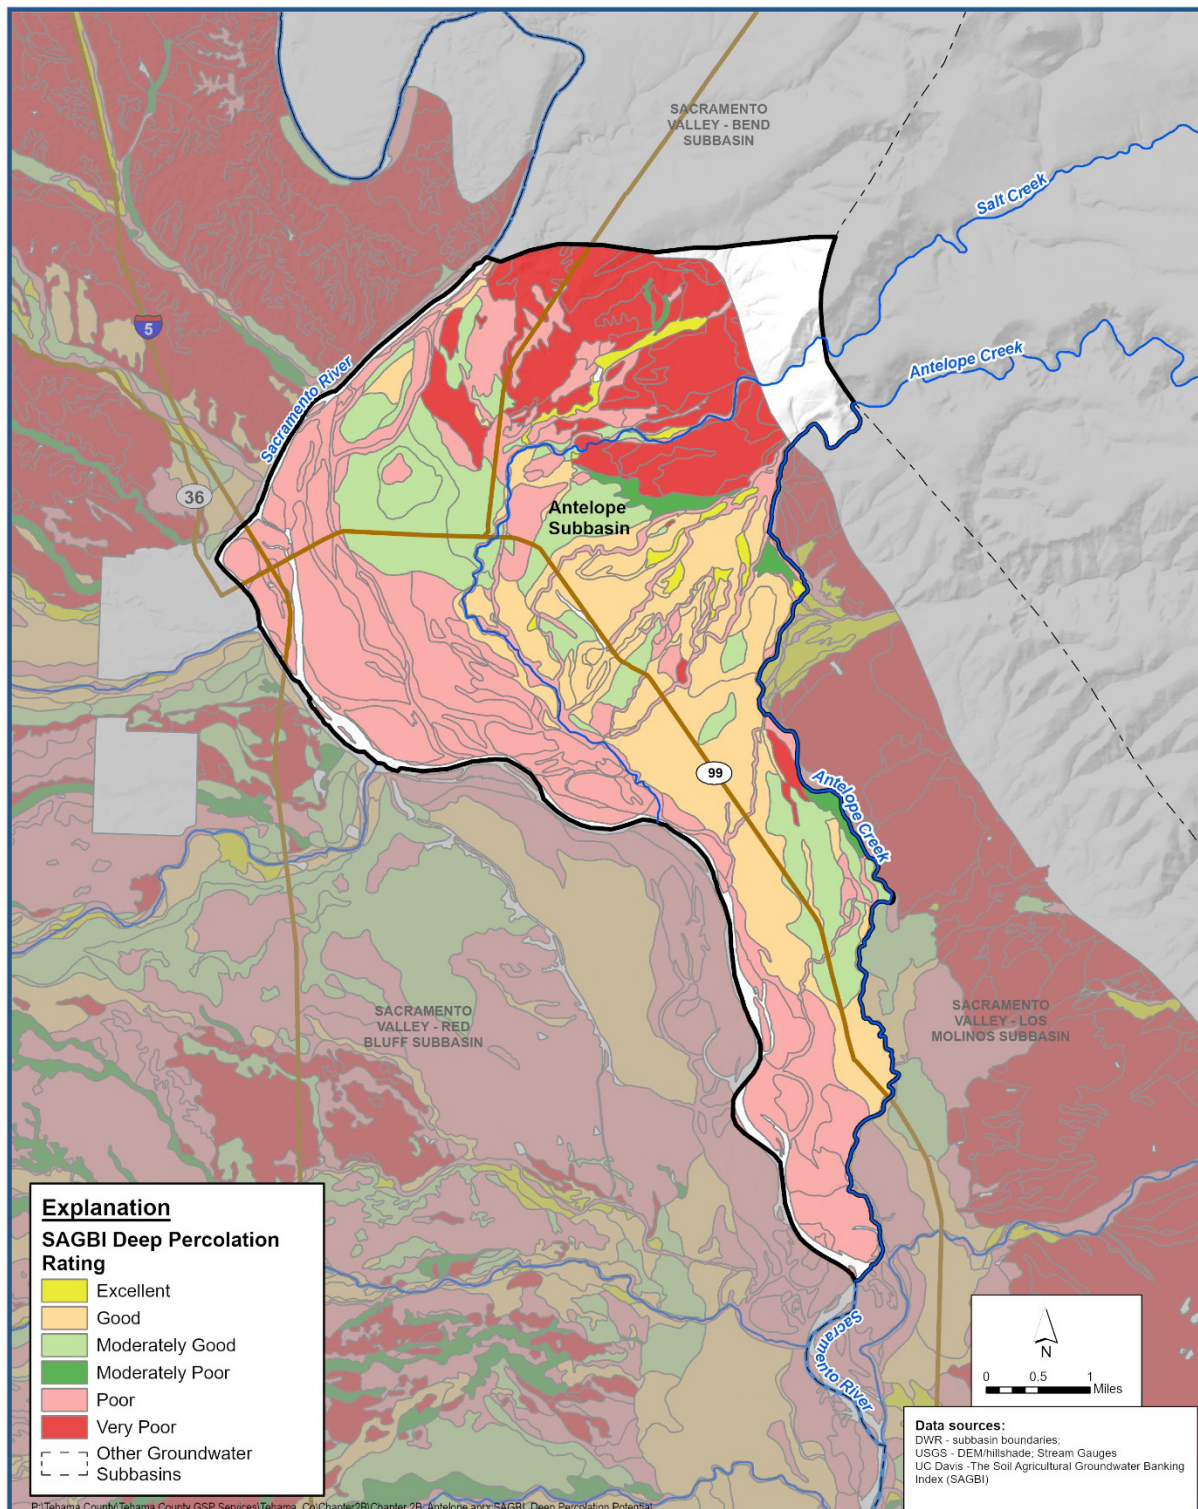 SACRAMENTO
VALLEY - BEND
SUBBASIN
Salt Creek
5
Antelope Creek
Sacramento River
36
Antelope
Subbasin
99
Antelope Creek
SACRAMENTO
VALLEY - RED
BLUFF SUBBASIN
SACRAMENTO
VALLEY - LOS
MOLINOS SUBBASIN
Explanation
SAGBI Deep Percolation
Rating
Excellent
Good
Moderately Good
Moderately Poor
Poor
Very Poor
Other Groundwater
Subbasins
Sacramento River
N
0 0.5 1
Miles
Data sources:
DWR - subbasin boundaries;
USGS - DEM/hillshade; Stream Gauges
UC Davis -The Soil Agricultural Groundwater Banking
Index (SAGBI)